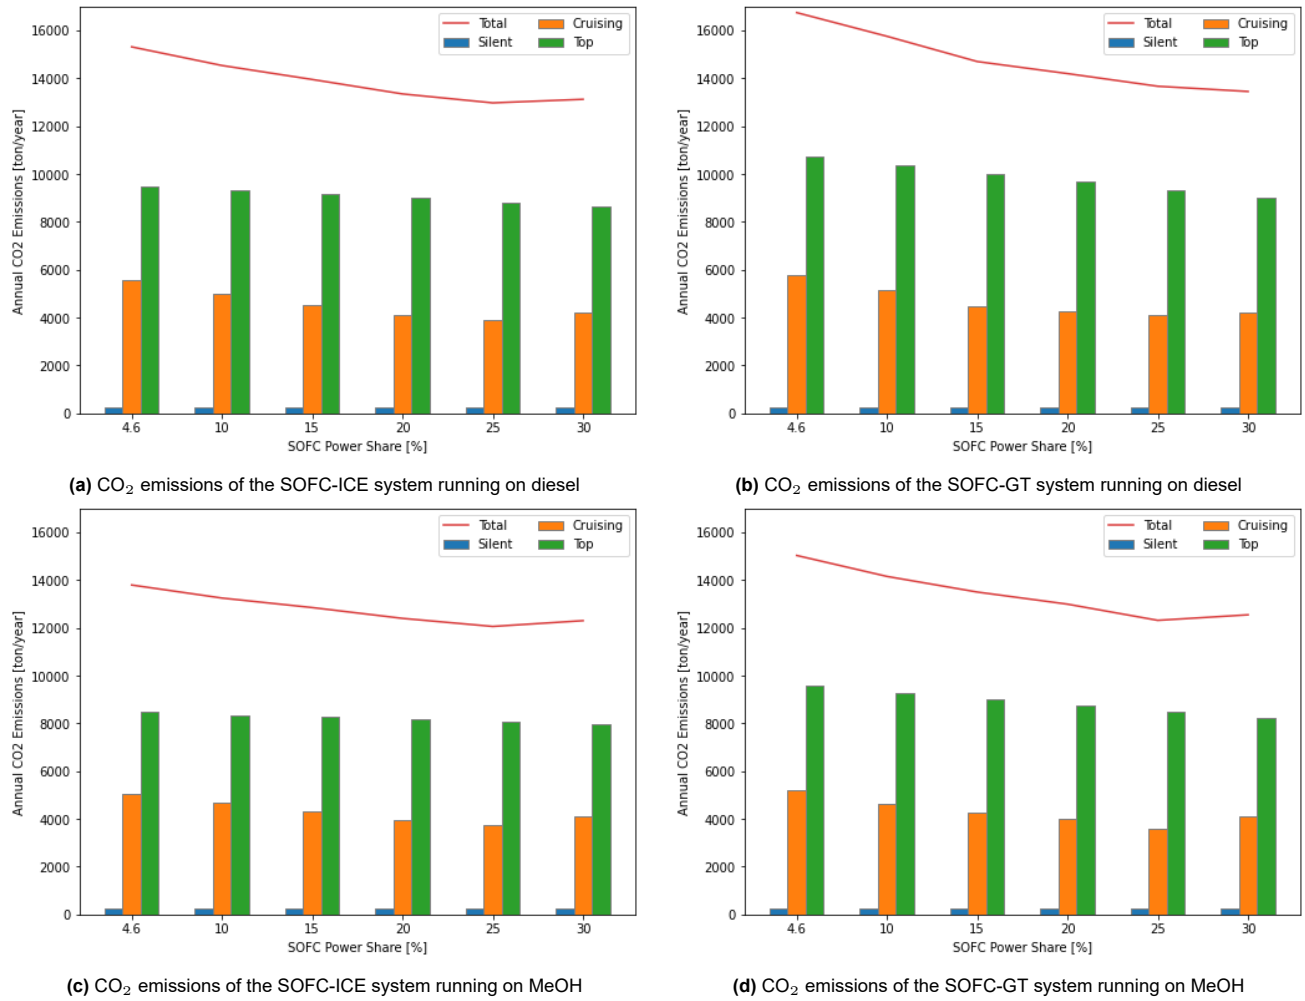 Total
Cruising
Silent
Top
Annual CO2 Emissions [ton/year]
16000
14000
12000
10000
8000
6000
4000
2000
0
4.6 10 15 20 25 30
SOFC Power Share [%]
(a) CO₂ emissions of the SOFC-ICE system running on diesel
Total
Cruising
Silent
Top
Annual CO2 Emissions [ton/year]
16000
14000
12000
10000
8000
6000
4000
2000
0
4.6 10 15 20 25 30
SOFC Power Share [%]
(b) CO₂ emissions of the SOFC-GT system running on diesel
Total
Cruising
Silent
Top
Annual CO2 Emissions [ton/year]
16000
14000
12000
10000
8000
6000
4000
2000
0
4.6 10 15 20 25 30
SOFC Power Share [%]
(c) CO₂ emissions of the SOFC-ICE system running on MeOH
Total
Cruising
Silent
Top
Annual CO2 Emissions [ton/year]
16000
14000
12000
10000
8000
6000
4000
2000
0
4.6 10 15 20 25 30
SOFC Power Share [%]
(d) CO₂ emissions of the SOFC-GT system running on MeOH